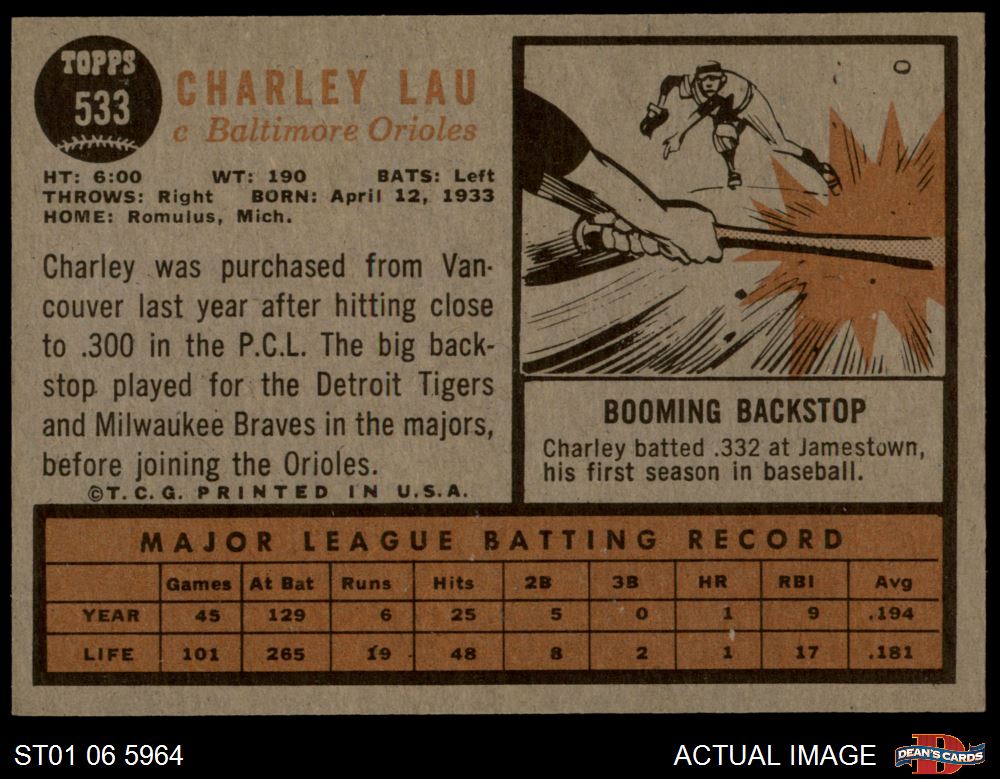 TOPPS
533
CHARLEY LAU
c Baltimore Orioles
HT: 6:00 WT: 190 BATS: Left
THROWS: Right BORN: April 12, 1933
HOME: Romulus, Mich.
Charley was purchased from Van-
couver last year after hitting close
to .300 in the P.C.L. The big back-
stop played for the Detroit Tigers
and Milwaukee Braves in the majors,
before joining the Orioles.
©T.C.G. PRINTED IN U.S.A.
BOOMING BACKSTOP
Charley batted .332 at Jamestown,
his first season in baseball.
MAJOR LEAGUE BATTING RECORD
Games At Bat Runs Hits 2B 3B HR RBI Avg
YEAR 45 129 6 25 5 0 1 9 .194
LIFE 101 265 19 48 8 2 1 17 .181
ST01 06 5964
ACTUAL IMAGE
D
DEAN'S CARDS